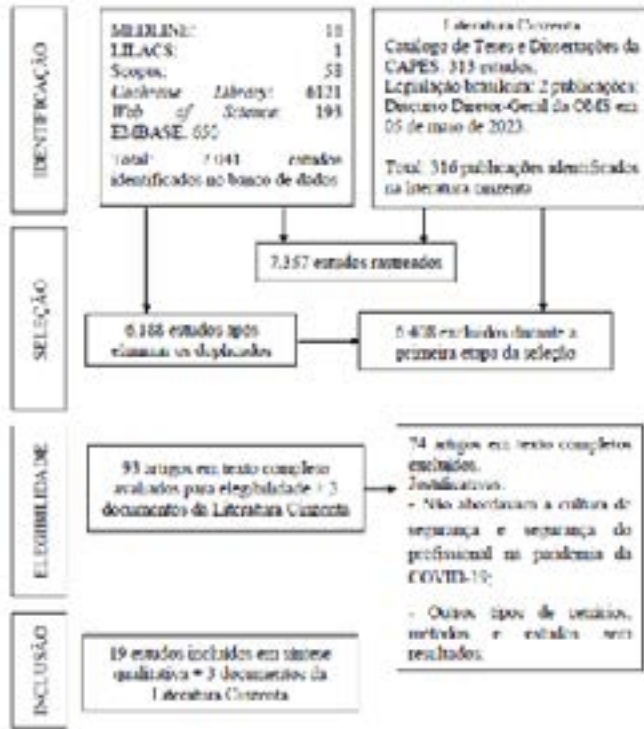 IDENTIFICAÇÃO
MEDLINE: 18
LILACS: 1
Scopus: 58
Cochrane Library: 6121
Web of Science: 193
EMBASE: 650
Total: 7.041 estudos
identificados no banco de dados
Literatura Cinzenta
Catálogo de Teses e Dissertações da
CAPES: 313 estudos.
Legislação brasileira: 2 publicações;
Discurso Diretor-Geral da OMS em
05 de maio de 2023.
Total: 316 publicações identificados
na literatura cinzenta
SELEÇÃO
7.357 estudos rastreados
estudos após
eliminar os duplicados
excluídos durante a
primeira etapa da seleção
ELEGIBILIDADE
93 artigos em texto completo
avaliados para elegibilidade + 3
documentos da Literatura Cinzenta
74 artigos em texto completos
excluídos.
Justificativa:
- Não abordavam a cultura de
segurança e segurança do
profissional na pandemia da
COVID-19;
- Outros tipos de cenários,
métodos e estudos sem
resultados.
INCLUSÃO
19 estudos incluídos em síntese
qualitativa + 3 documentos da
Literatura Cinzenta